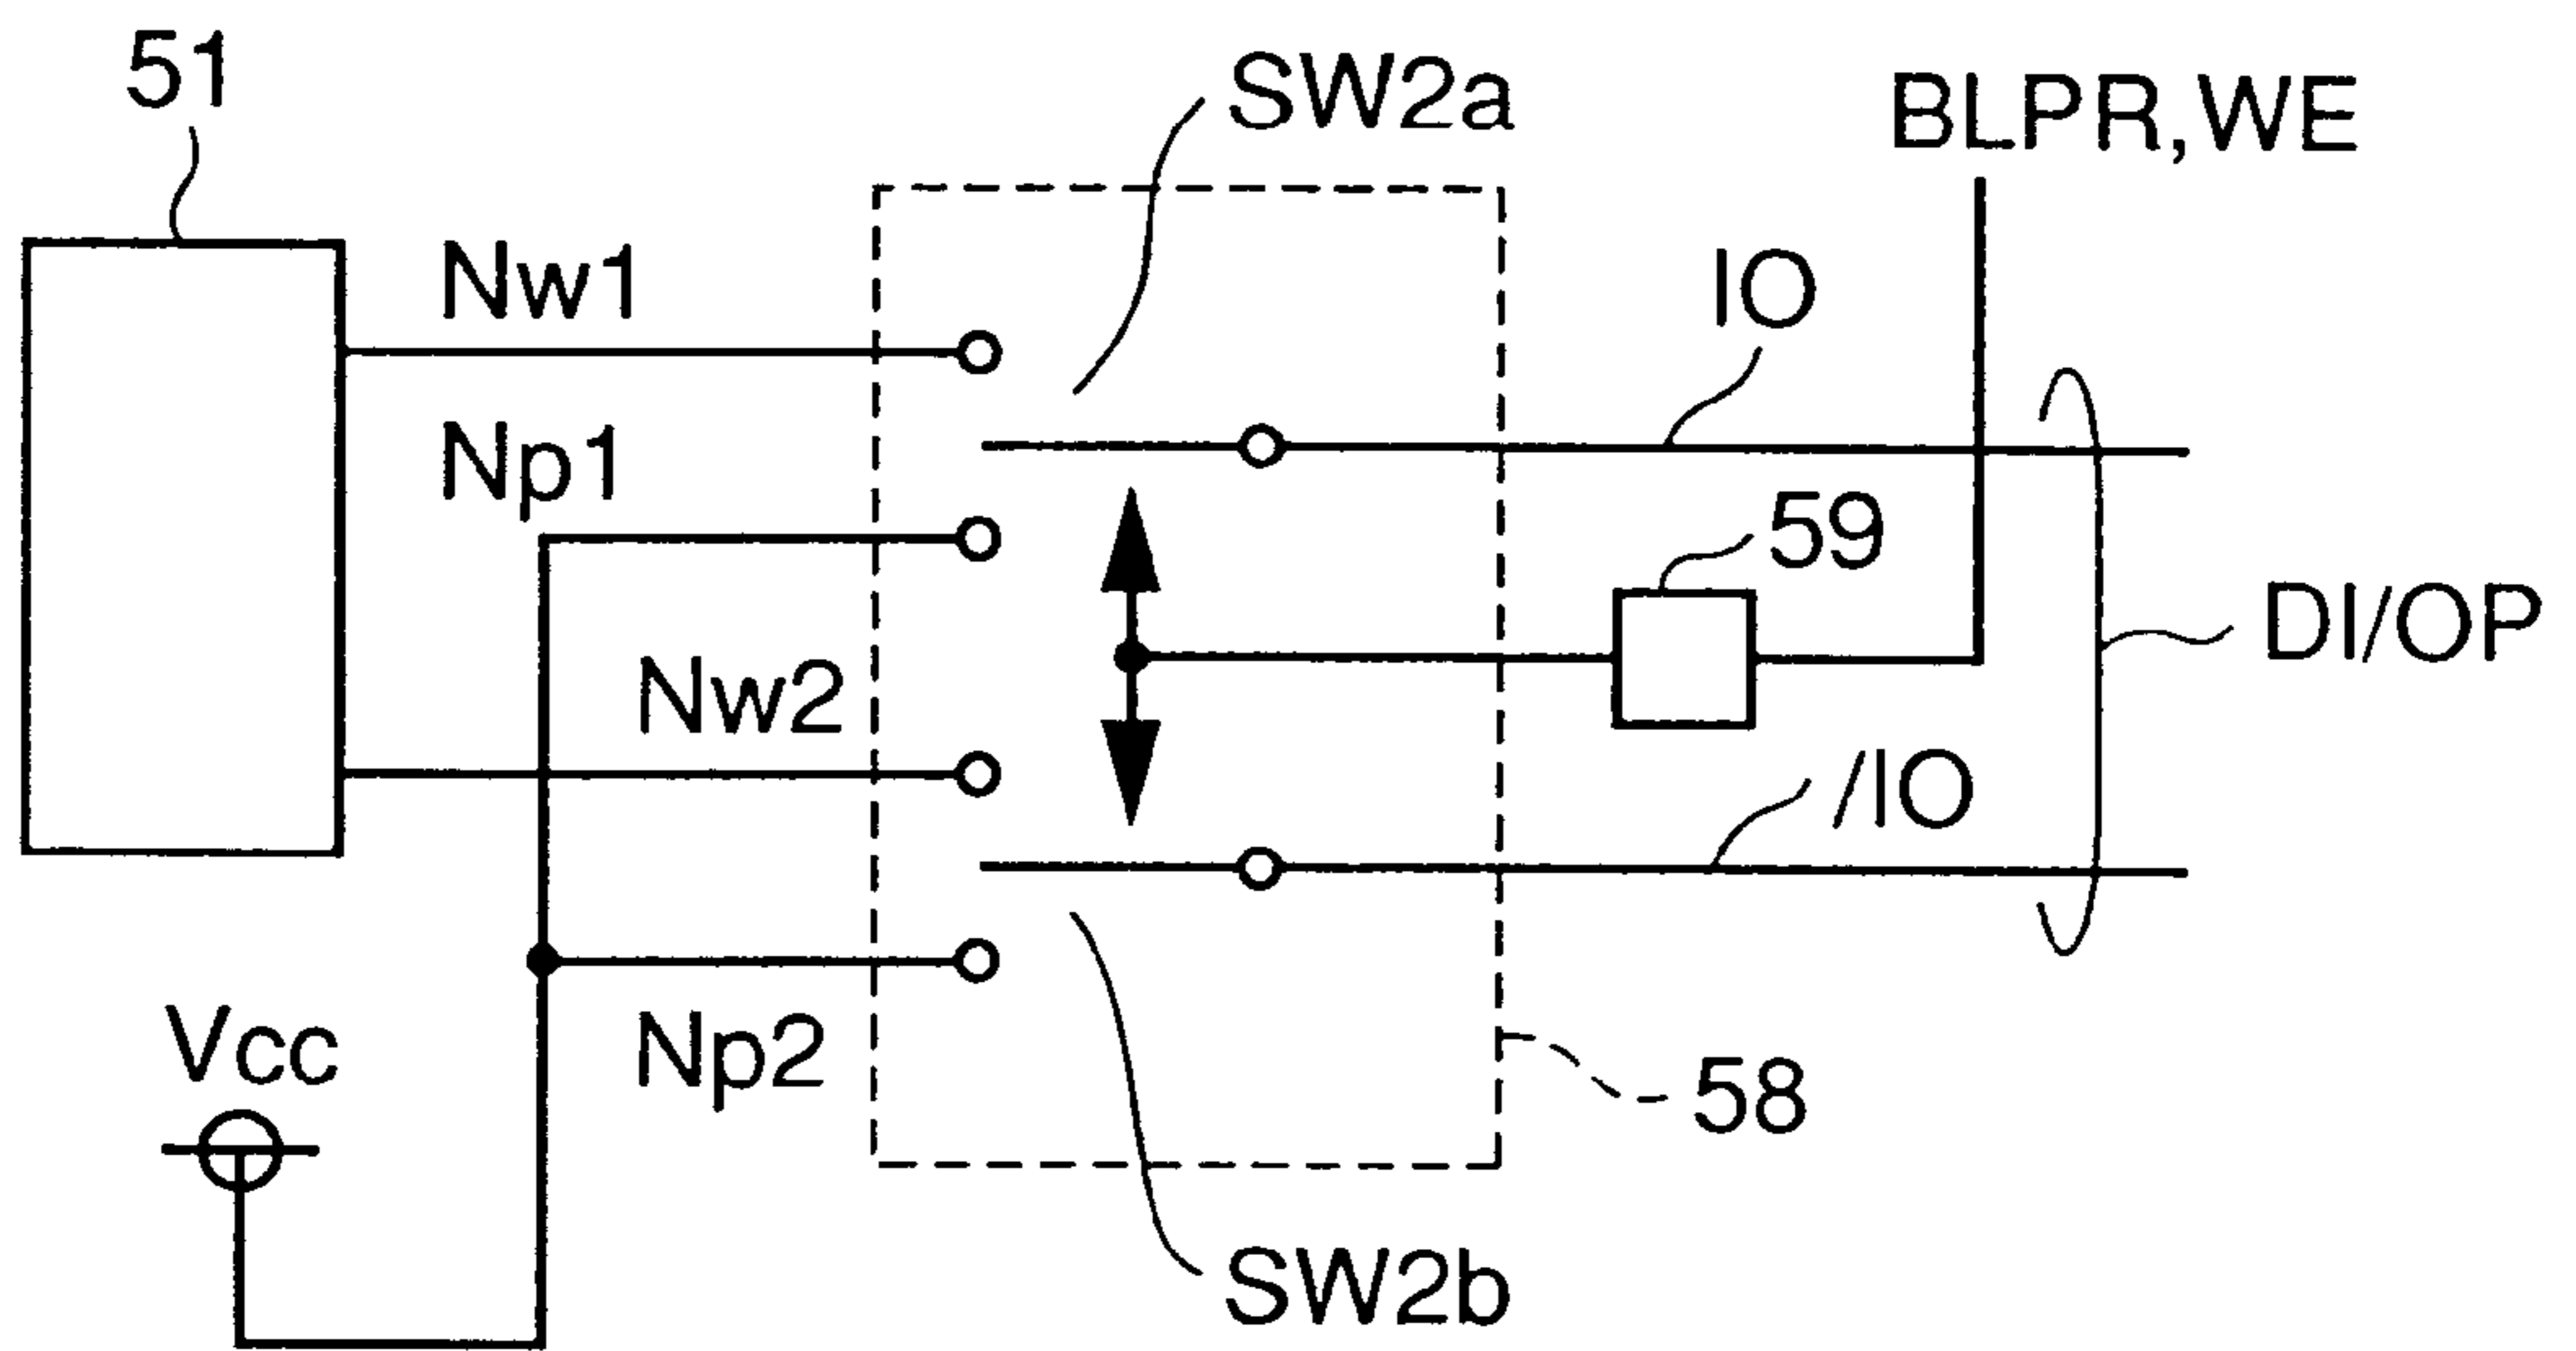 51
SW2a
BLPR,WE
Nw1
IO
Np1
59
DI/OP
Nw2
/IO
Vcc
Np2
58
SW2b